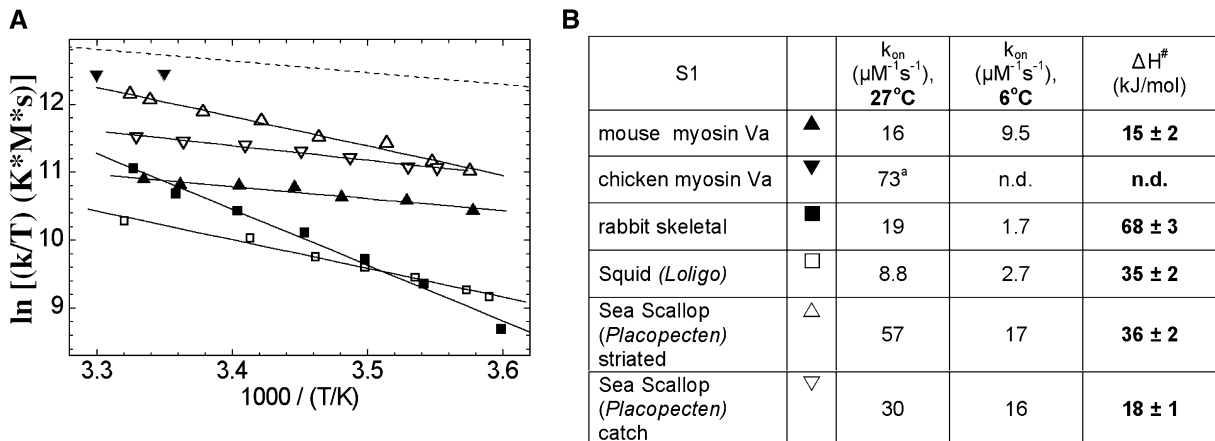 A
ln [(k/T) (K*M*s)]
12
11
10
9
3.3
3.4
3.5
3.6
1000 / (T/K)
B
S1
kon
(μM-1s-1),
27oC
kon
(μM-1s-1),
6oC
ΔH#
(kJ/mol)
mouse myosin Va ▲ 16 9.5 15 ± 2
chicken myosin Va ▼ 73a n.d. n.d.
rabbit skeletal ■ 19 1.7 68 ± 3
Squid (Loligo) □ 8.8 2.7 35 ± 2
Sea Scallop
(Placopecten)
striated
△ 57 17 36 ± 2
Sea Scallop
(Placopecten)
catch
▽ 30 16 18 ± 1